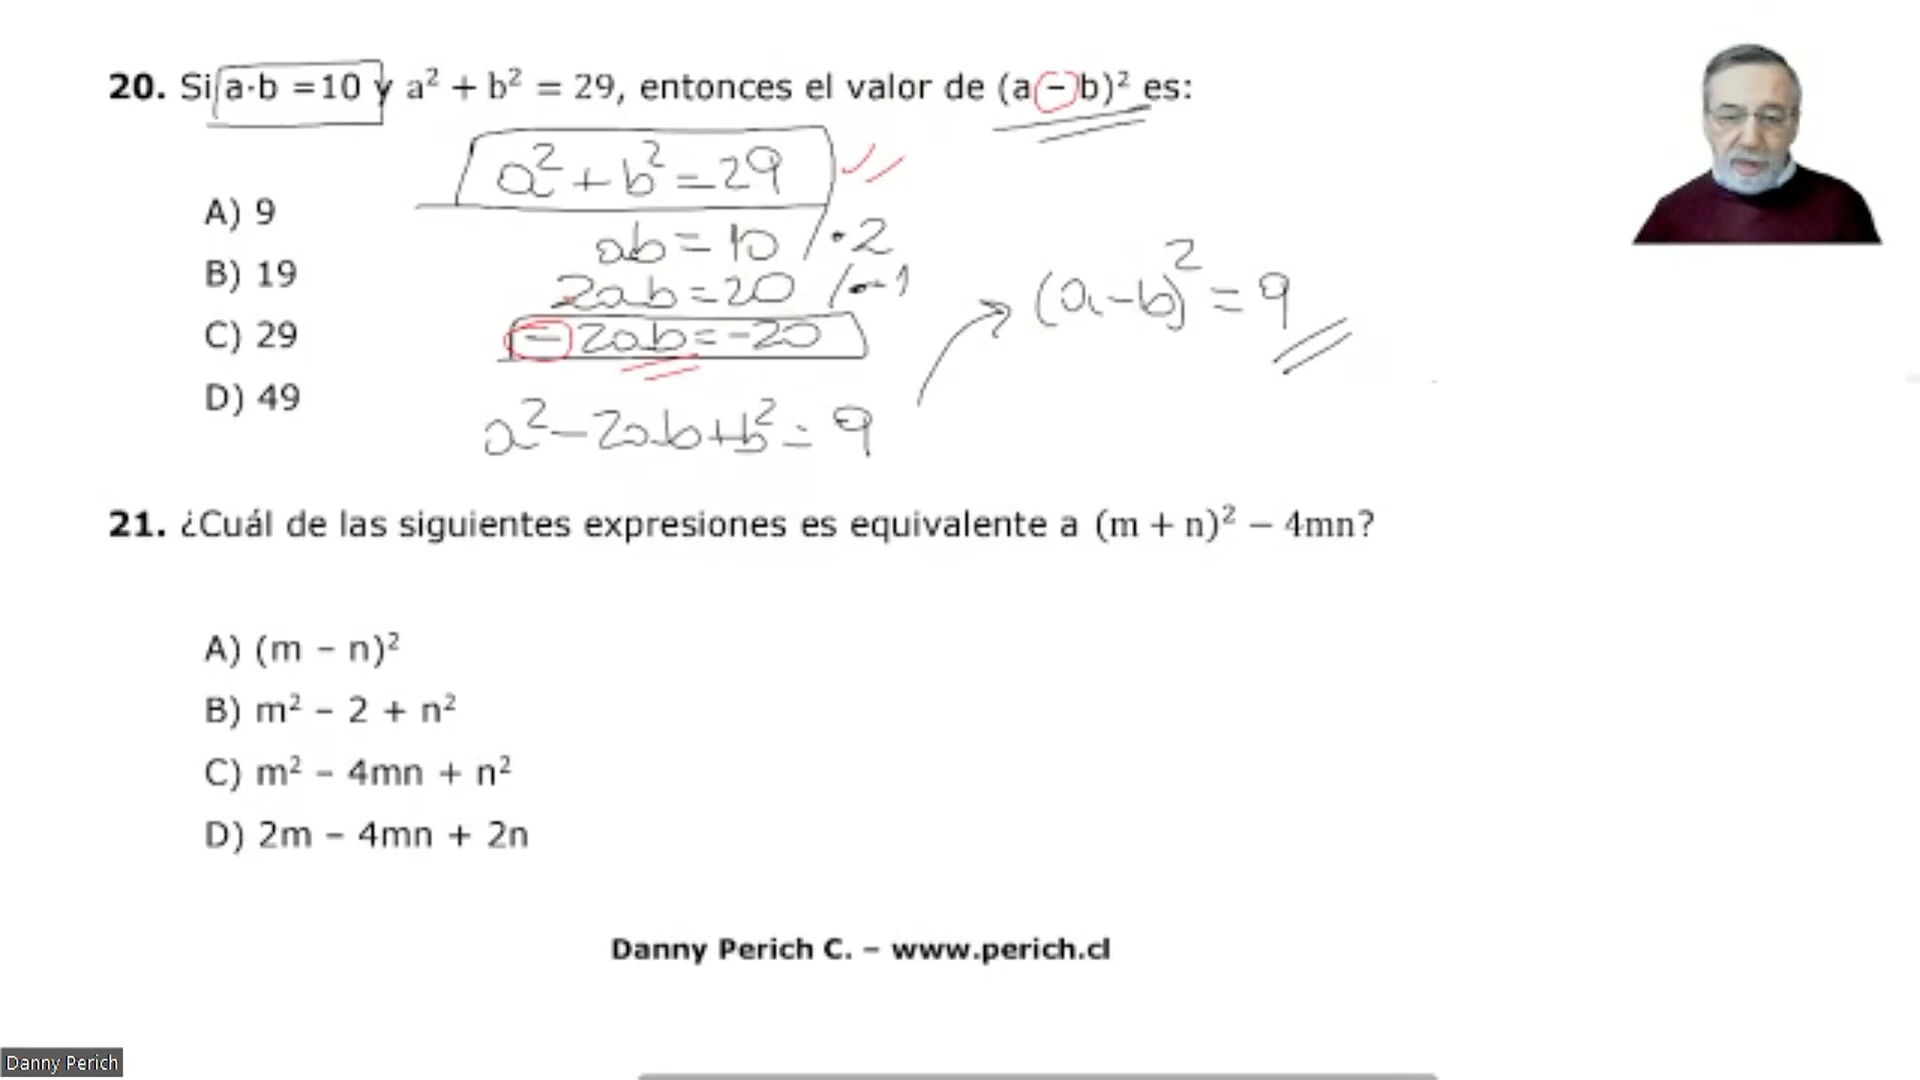 20. Si a·b = 10 y a² + b² = 29, entonces el valor de (a − b)² es:
a² + b² = 29
A) 9
ab = 10 /·2
B) 19
2ab = 20 /·-1
(a-b)² = 9
C) 29
-2ab = -20
D) 49
a² - 2ab + b² = 9
21. ¿Cuál de las siguientes expresiones es equivalente a (m + n)² − 4mn?
A) (m – n)²
B) m² – 2 + n²
C) m² – 4mn + n²
D) 2m – 4mn + 2n
Danny Perich C. – www.perich.cl
Danny Perich